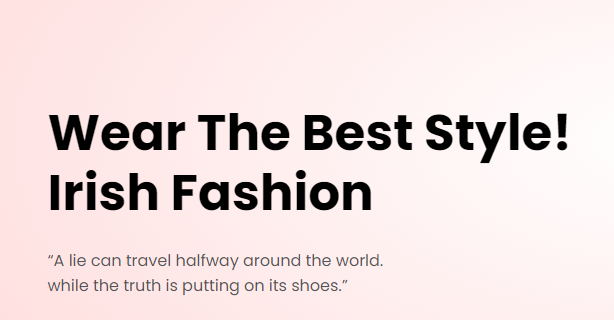 Wear The Best Style!
Irish Fashion
“A lie can travel halfway around the world.
while the truth is putting on its shoes.”